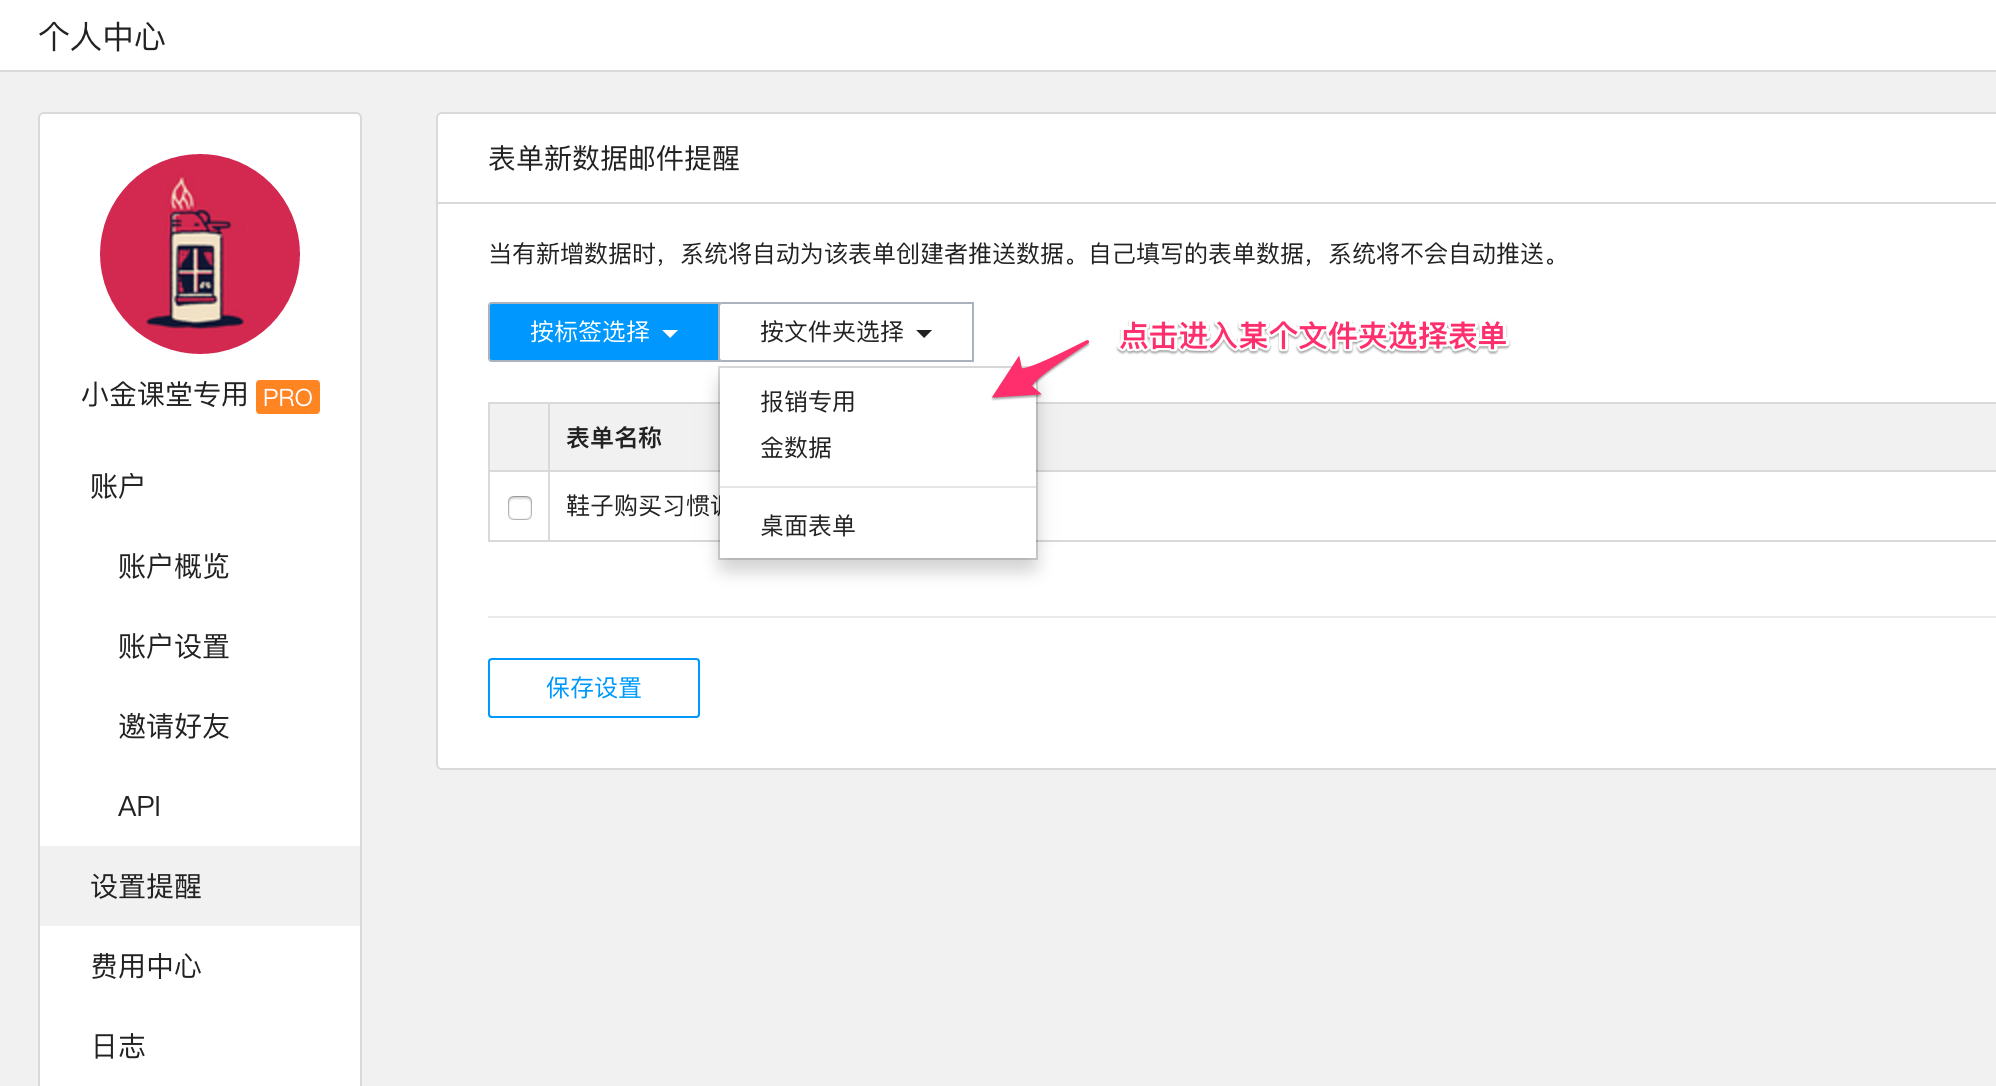 个人中心
小金课堂专用 PRO
账户
账户概览
账户设置
邀请好友
API
设置提醒
费用中心
日志
表单新数据邮件提醒
当有新增数据时，系统将自动为该表单创建者推送数据。自己填写的表单数据，系统将不会自动推送。
按标签选择 按文件夹选择
点击进入某个文件夹选择表单
报销专用
金数据
桌面表单
表单名称
鞋子购买习惯
保存设置